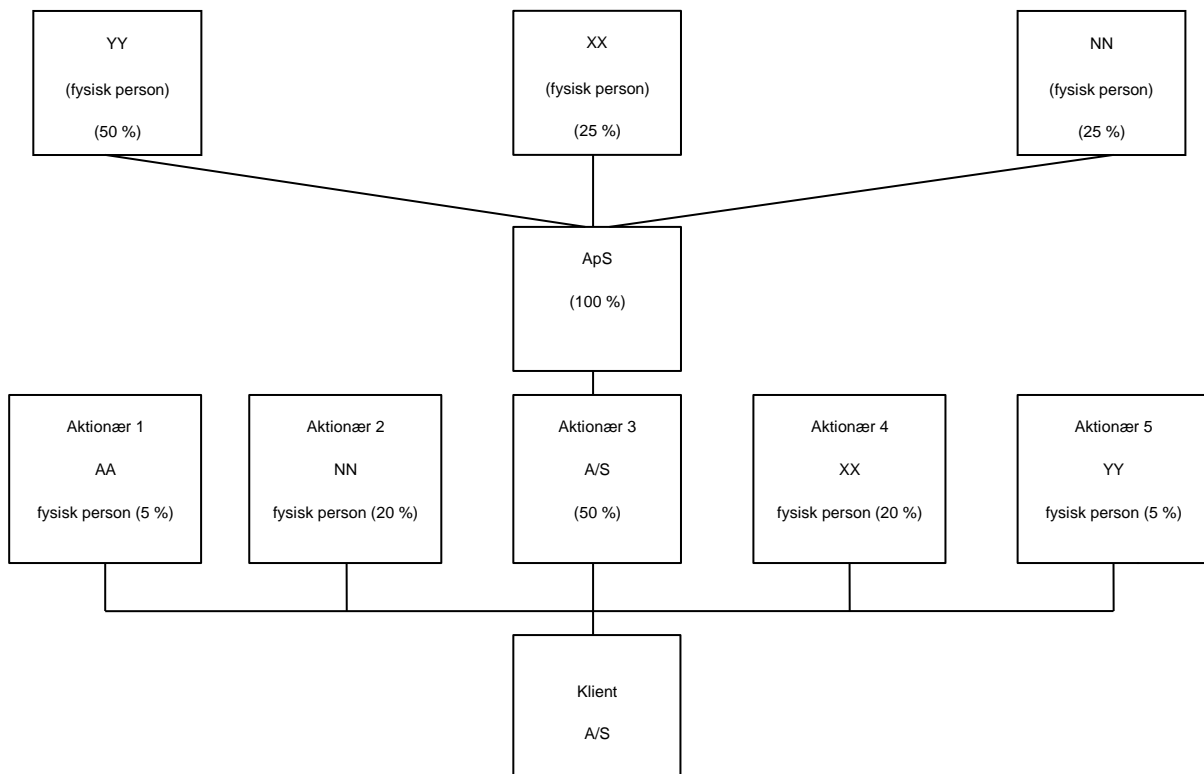 YY
(fysisk person)
(50 %)
XX
(fysisk person)
(25 %)
NN
(fysisk person)
(25 %)
ApS
(100 %)
Aktionær 1
AA
fysisk person (5 %)
Aktionær 2
NN
fysisk person (20 %)
Aktionær 3
A/S
(50 %)
Aktionær 4
XX
fysisk person (20 %)
Aktionær 5
YY
fysisk person (5 %)
Klient
A/S